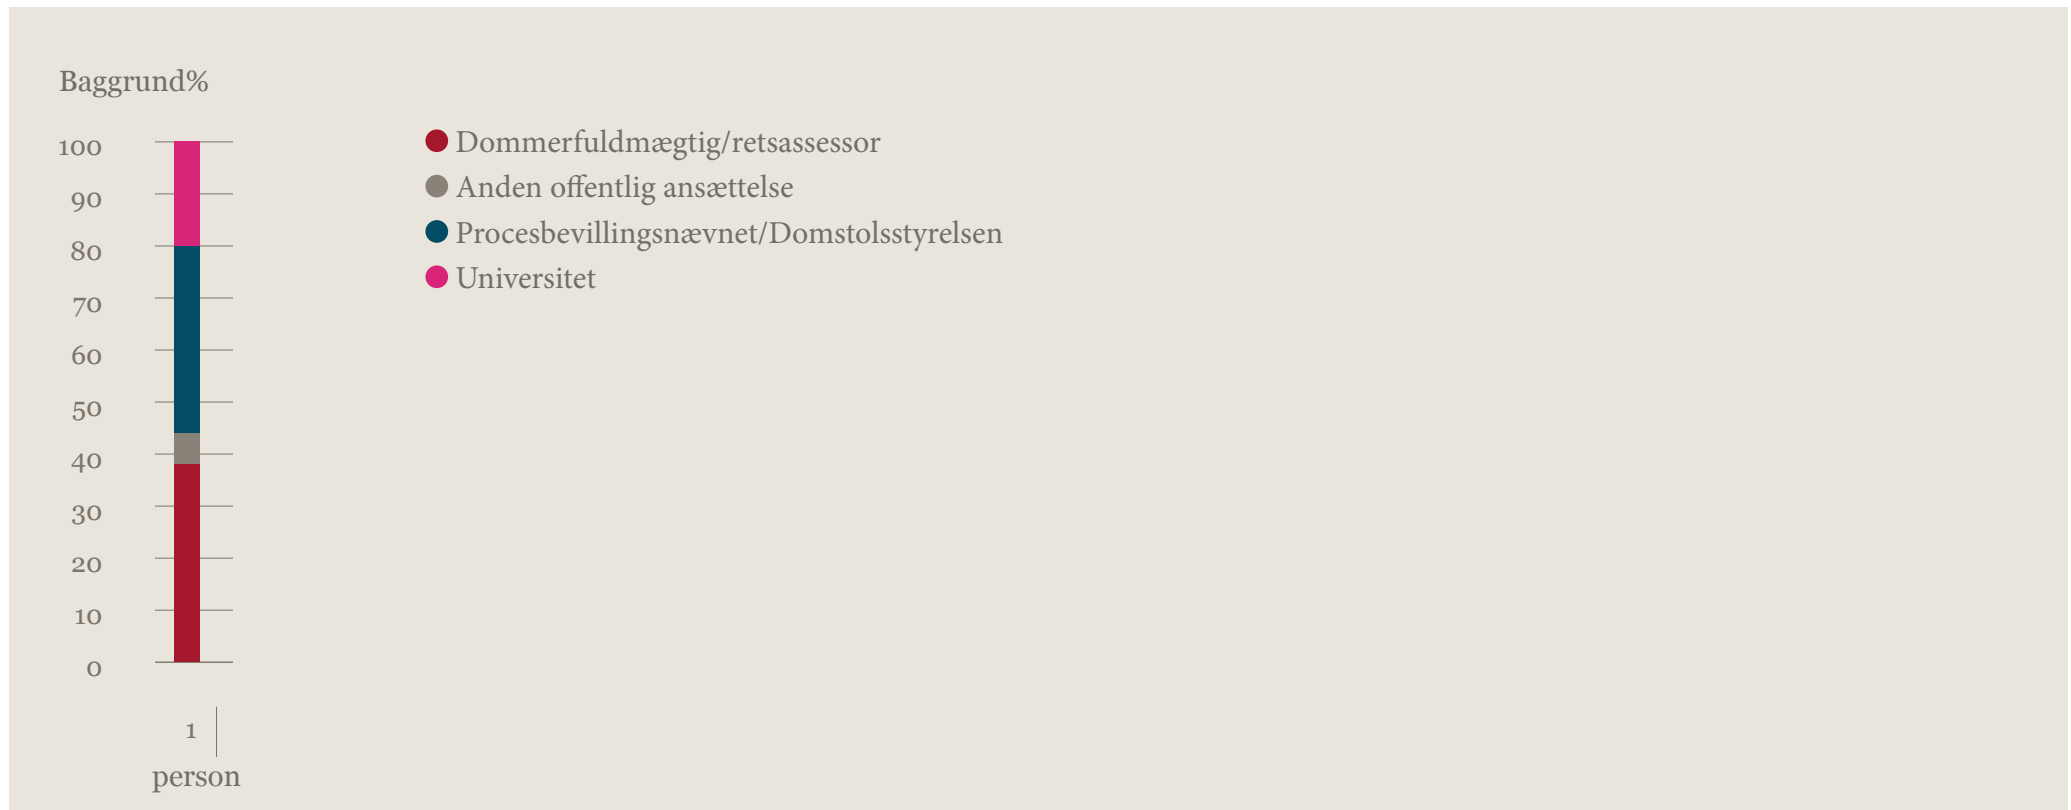 Baggrund%
100
90
80
70
60
50
40
30
20
10
0
1
person
Dommerfuldmægtig/retsassessor
Anden offentlig ansættelse
Procesbevillingsnævnet/Domstolsstyrelsen
Universitet